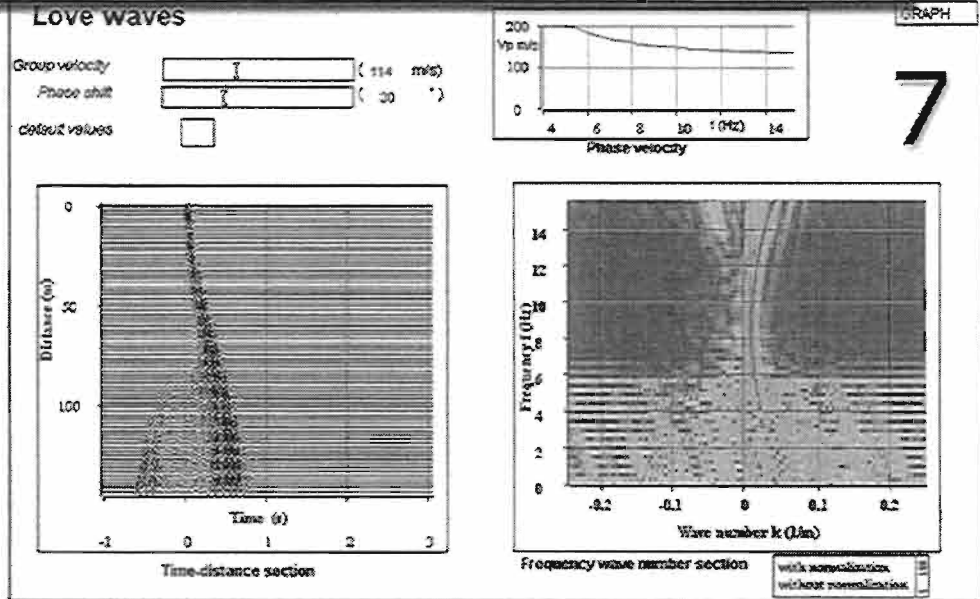 Love waves
GRAPH
7
Group velocity ( 114 m/s)
Phase shift ( 30 ° )
default values
200
Vp m/s
100
0
4 6 8 10 f (Hz) 14
Phase velocity
0
50
100
Distance (m)
Time (s)
-1 0 1 2 3
Time-distance section
14
12
10
8
6
4
2
0
Frequency f (Hz)
-0.2 -0.1 0 0.1 0.2
Wave number k (1/m)
Frequency wave number section
with normalization
without normalization